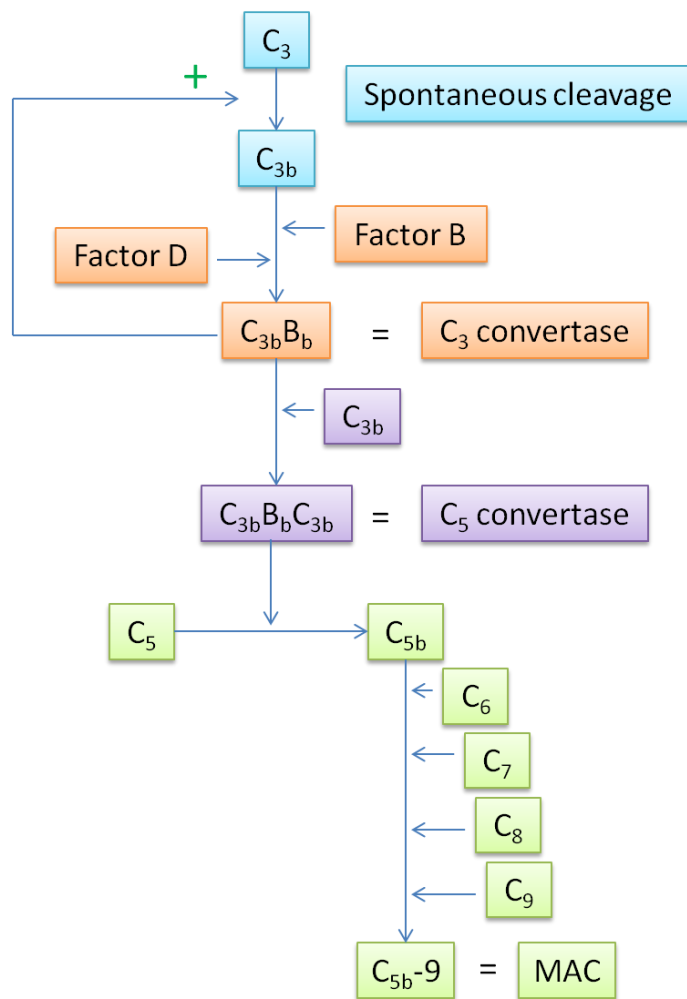 C₃
+
Spontaneous cleavage
C₃b
Factor B
Factor D
C₃bBb = C₃ convertase
C₃b
C₃bBbC₃b = C₅ convertase
C₅
C₅b
C₆
C₇
C₈
C₉
C₅b-9 = MAC